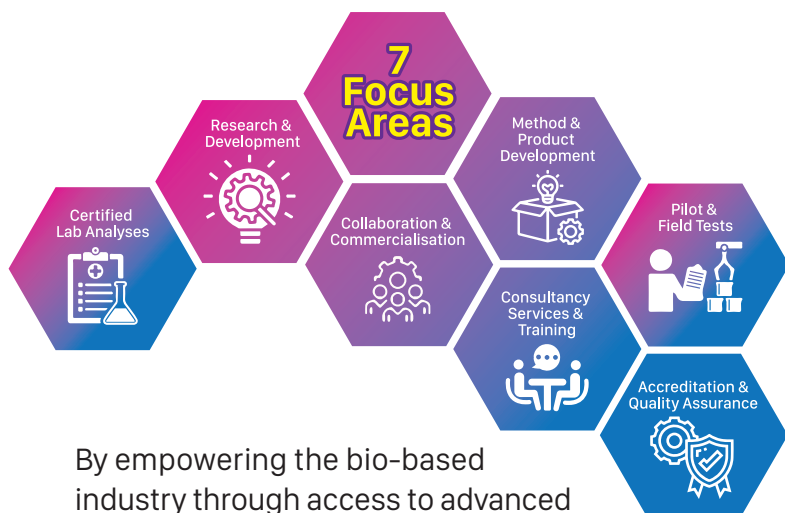 7
Focus
Areas
Research &
Development
Method &
Product
Development
Certified
Lab Analyses
Collaboration &
Commercialisation
Pilot &
Field Tests
Consultancy
Services &
Training
Accreditation &
Quality Assurance
By empowering the bio-based
industry through access to advanced